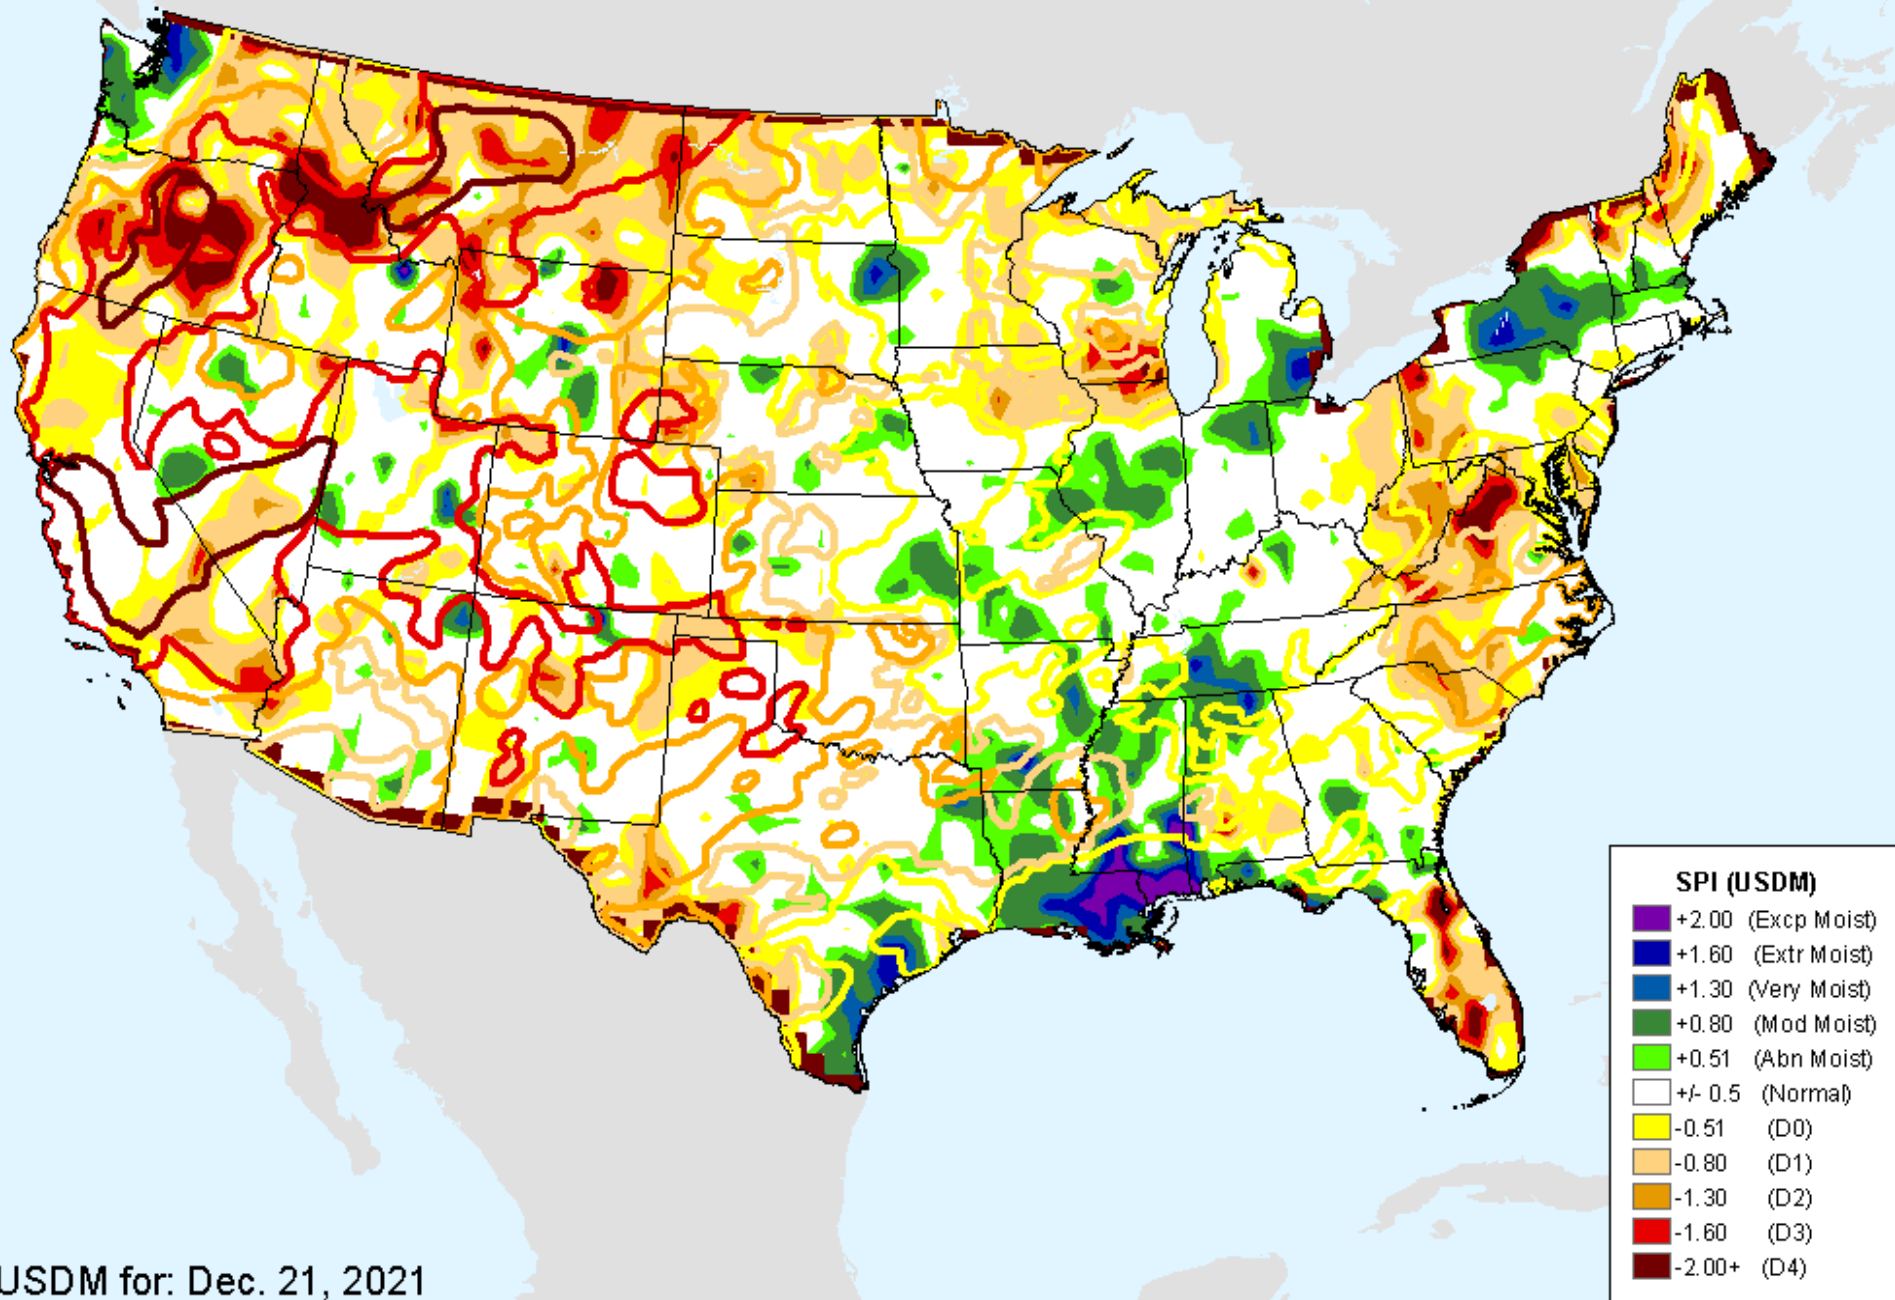 SPI (USDM)
+2.00 (Excp Moist)
+1.60 (Extr Moist)
+1.30 (Very Moist)
+0.80 (Mod Moist)
+0.51 (Abn Moist)
+/- 0.5 (Normal)
-0.51 (D0)
-0.80 (D1)
-1.30 (D2)
-1.60 (D3)
-2.00+ (D4)
USDM for: Dec. 21, 2021